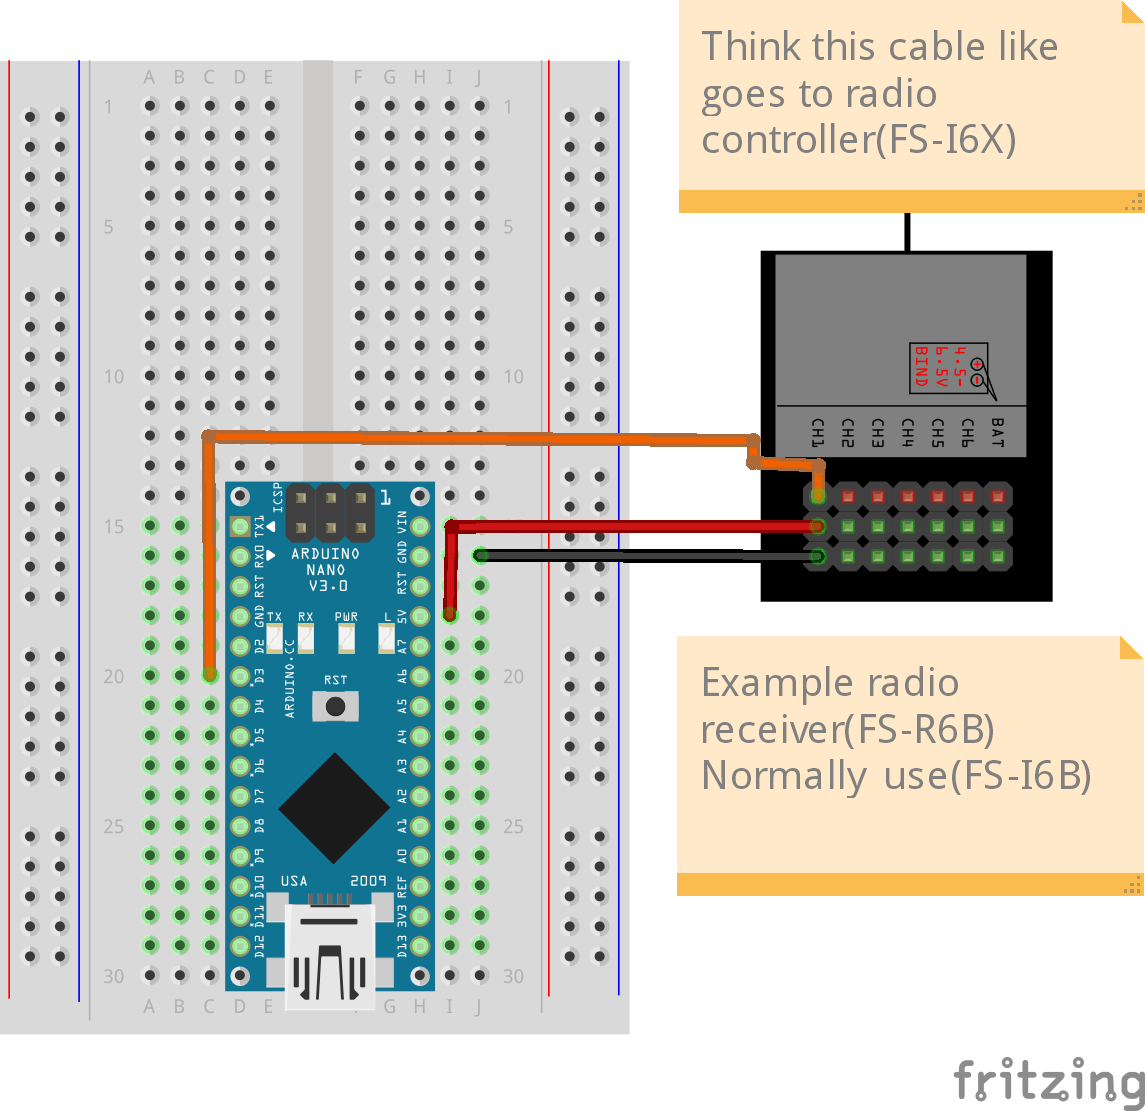 Think this cable like
goes to radio
controller(FS-I6X)
A B C D E F G H I J
1 1
5 5
10 10
15
20 20
25 25
30 30
A B C D E G H I J
BIND
6.5V
4.5-
+
-
CH1
CH2
CH3
CH4
CH5
CH6
BAT
ICSP
1
ARDUINO
NANO
V3.0
TX1
RX0
RST
GND
D2
D3
D4
D5
D6
D7
D8
D9
D10
D11
D12
VIN
GND
RST
5V
A7
A6
A5
A4
A3
A2
A1
A0
REF
3V3
D13
TX RX PWR L
ARDUINO.CC
RST
USA 2009
Example radio
receiver(FS-R6B)
Normally use(FS-I6B)
fritzing